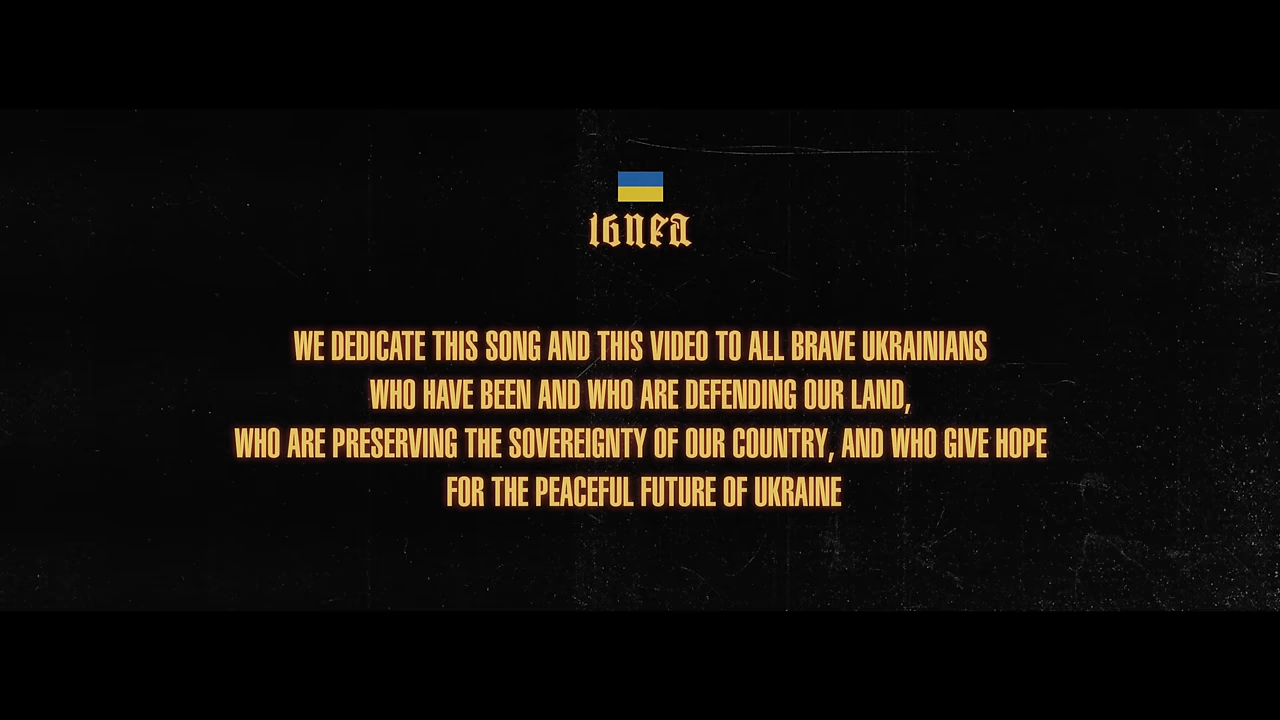 IGNEA
WE DEDICATE THIS SONG AND THIS VIDEO TO ALL BRAVE UKRAINIANS
WHO HAVE BEEN AND WHO ARE DEFENDING OUR LAND,
WHO ARE PRESERVING THE SOVEREIGNTY OF OUR COUNTRY, AND WHO GIVE HOPE
FOR THE PEACEFUL FUTURE OF UKRAINE